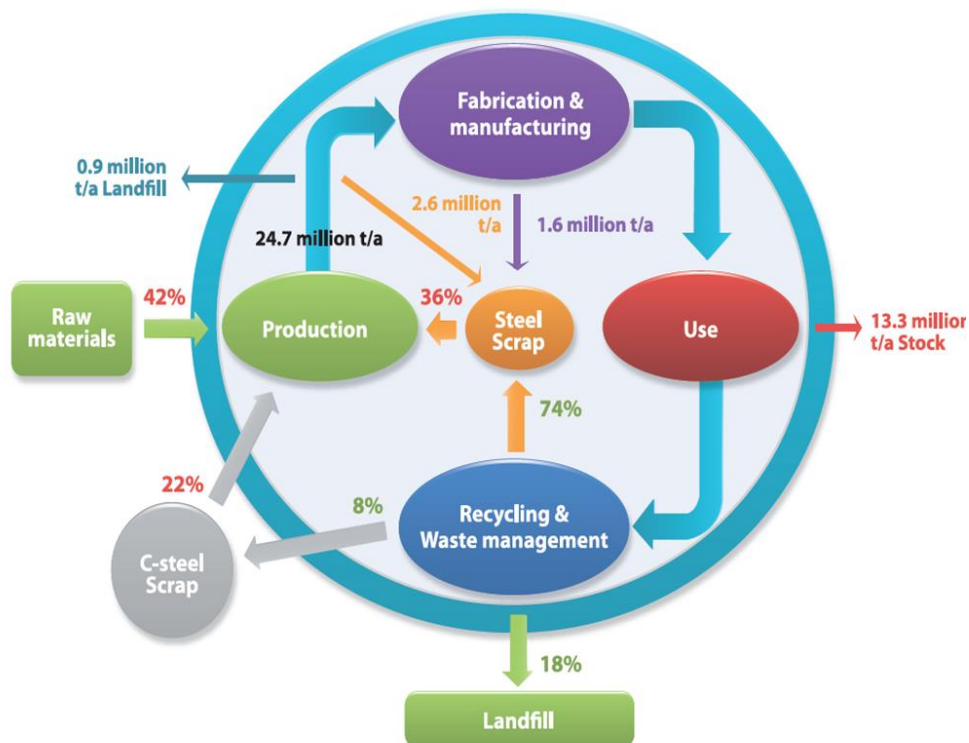 Fabrication &
manufacturing
0.9 million
t/a Landfill
2.6 million
t/a
1.6 million t/a
24.7 million t/a
Raw
materials
42%
Production
36%
Steel
Scrap
Use
13.3 million
t/a Stock
74%
22%
8%
Recycling &
Waste management
C-steel
Scrap
18%
Landfill